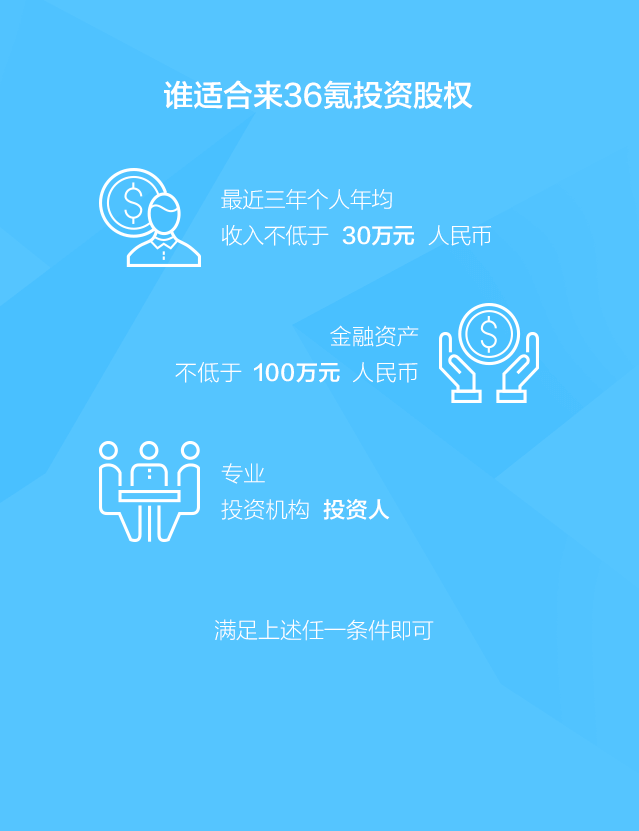 谁适合来36氪投资股权
最近三年个人年均
收入不低于 30万元 人民币
金融资产
不低于 100万元 人民币
专业
投资机构 投资人
满足上述任一条件即可